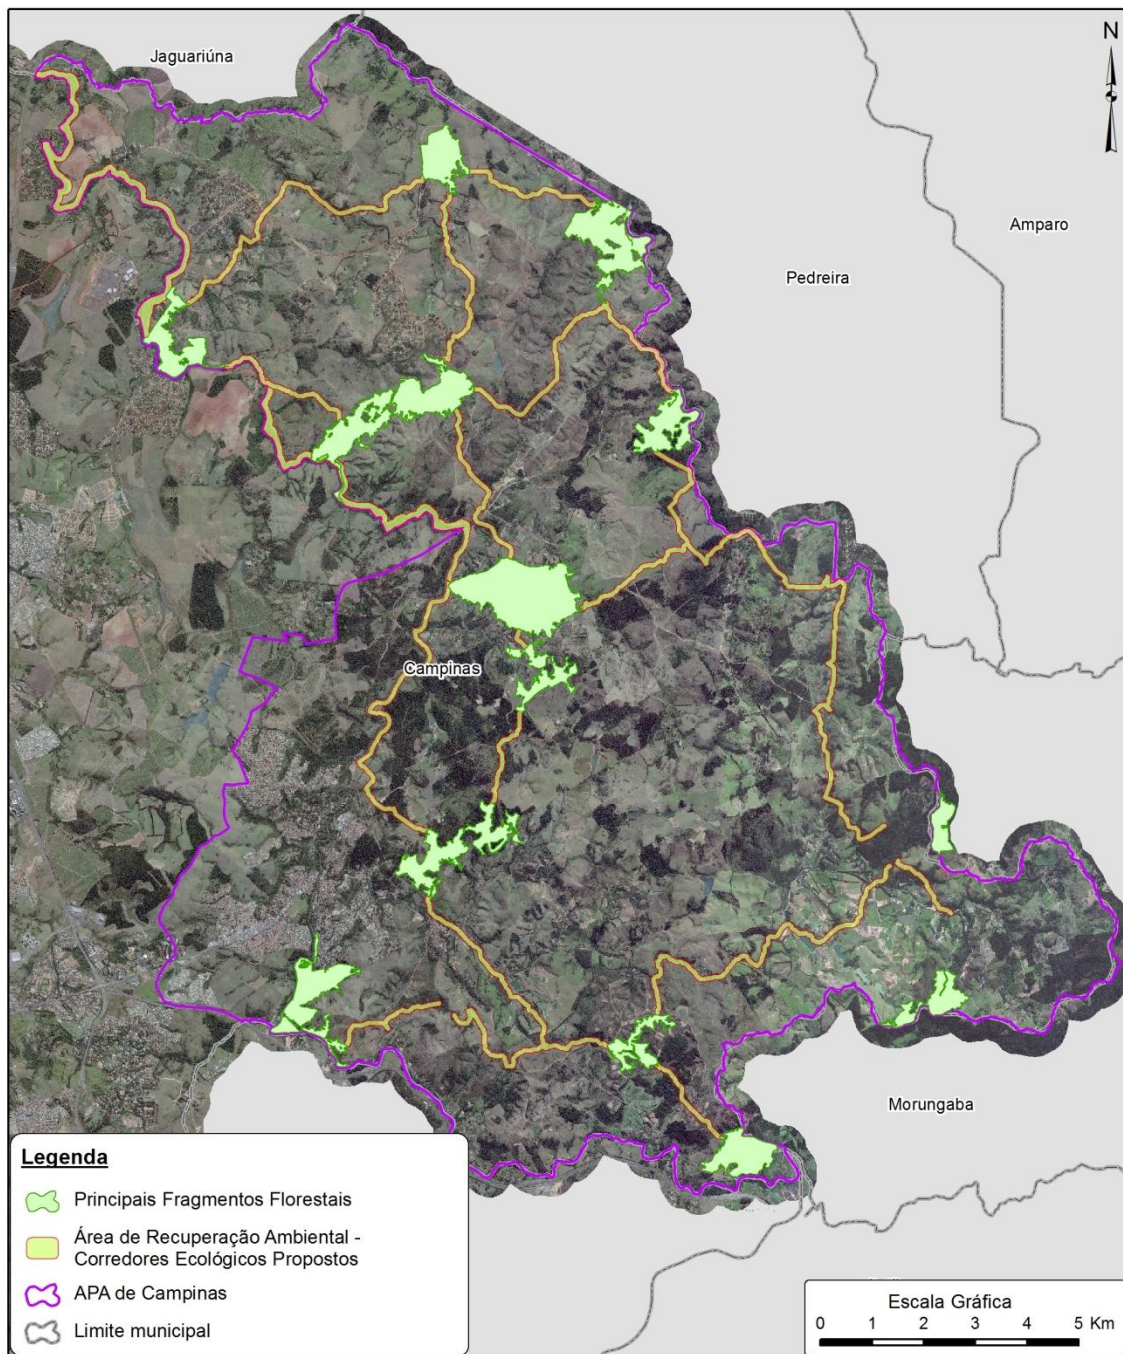 Jaguariúna
N
Amparo
Pedreira
Campinas
Morungaba
Legenda
Principais Fragmentos Florestais
Área de Recuperação Ambiental -
Corredores Ecológicos Propostos
APA de Campinas
Limite municipal
Escala Gráfica
0 1 2 3 4 5 Km